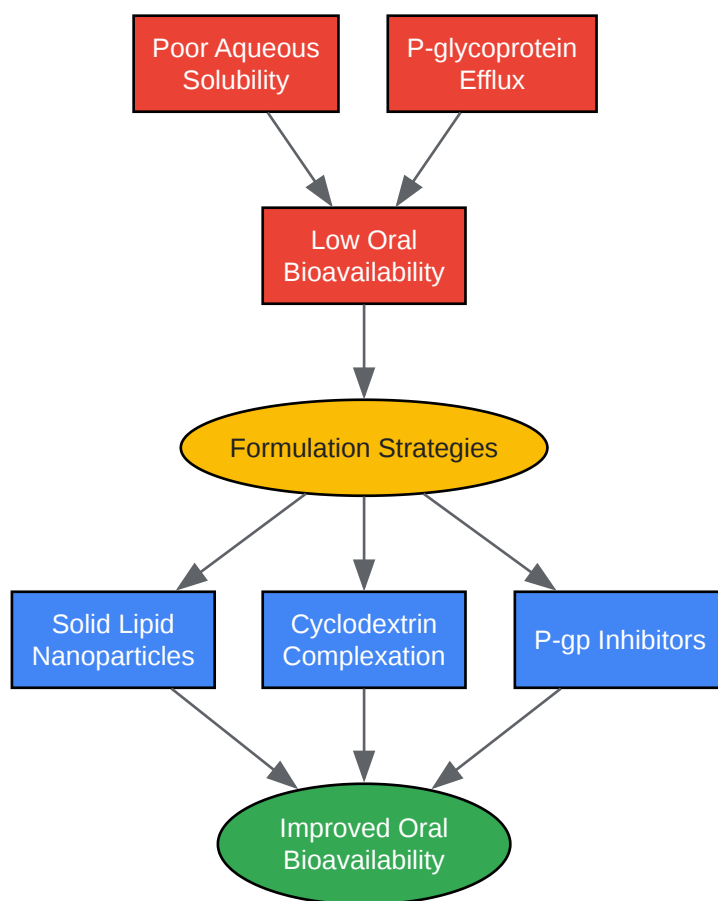 Poor Aqueous
Solubility
P-glycoprotein
Efflux
Low Oral
Bioavailability
Formulation Strategies
Solid Lipid
Nanoparticles
Cyclodextrin
Complexation
P-gp Inhibitors
Improved Oral
Bioavailability